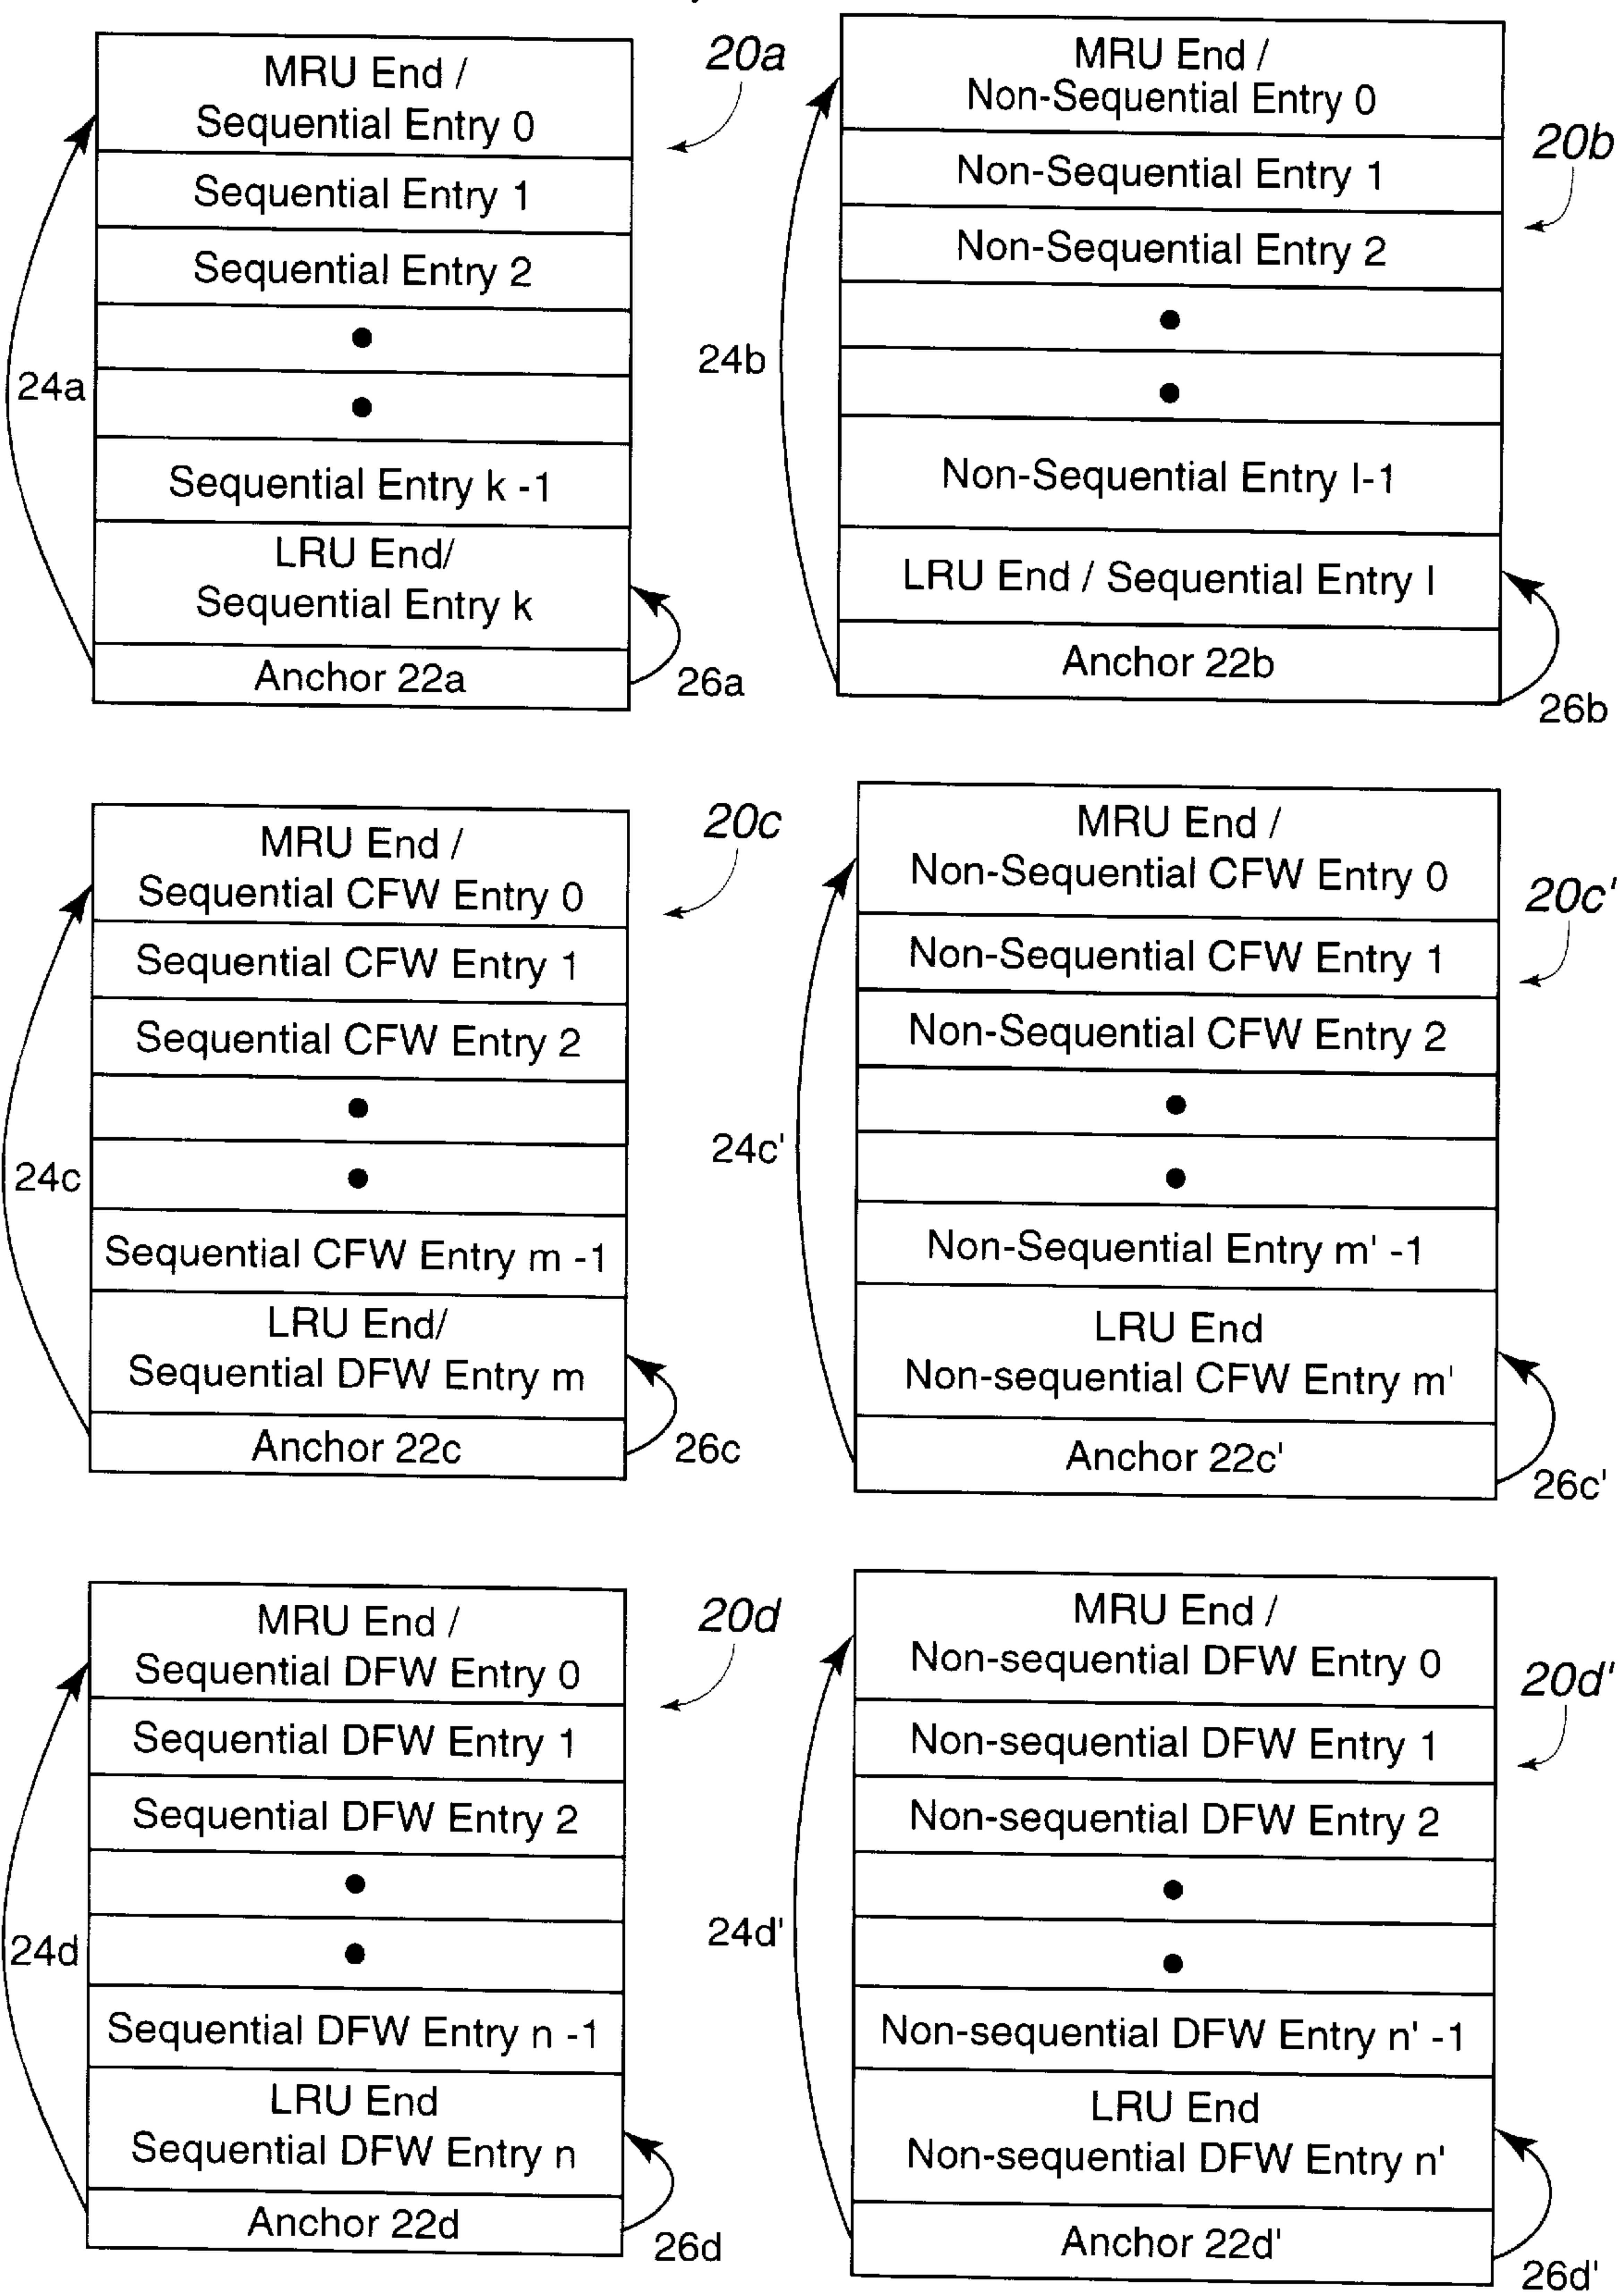 MRU End /
Sequential Entry 0
Sequential Entry 1
Sequential Entry 2
Sequential Entry k -1
LRU End/
Sequential Entry k
Anchor 22a
20a
24a
26a
MRU End /
Non-Sequential Entry 0
Non-Sequential Entry 1
Non-Sequential Entry 2
Non-Sequential Entry l-1
LRU End / Sequential Entry l
Anchor 22b
20b
24b
26b
MRU End /
Sequential CFW Entry 0
Sequential CFW Entry 1
Sequential CFW Entry 2
Sequential CFW Entry m -1
LRU End/
Sequential DFW Entry m
Anchor 22c
20c
24c
26c
MRU End /
Non-Sequential CFW Entry 0
Non-Sequential CFW Entry 1
Non-Sequential CFW Entry 2
Non-Sequential Entry m' -1
LRU End
Non-sequential CFW Entry m'
Anchor 22c'
20c'
24c'
26c'
MRU End /
Sequential DFW Entry 0
Sequential DFW Entry 1
Sequential DFW Entry 2
Sequential DFW Entry n -1
LRU End
Sequential DFW Entry n
Anchor 22d
20d
24d
26d
MRU End /
Non-sequential DFW Entry 0
Non-sequential DFW Entry 1
Non-sequential DFW Entry 2
Non-sequential DFW Entry n' -1
LRU End
Non-sequential DFW Entry n'
Anchor 22d'
20d'
24d'
26d'